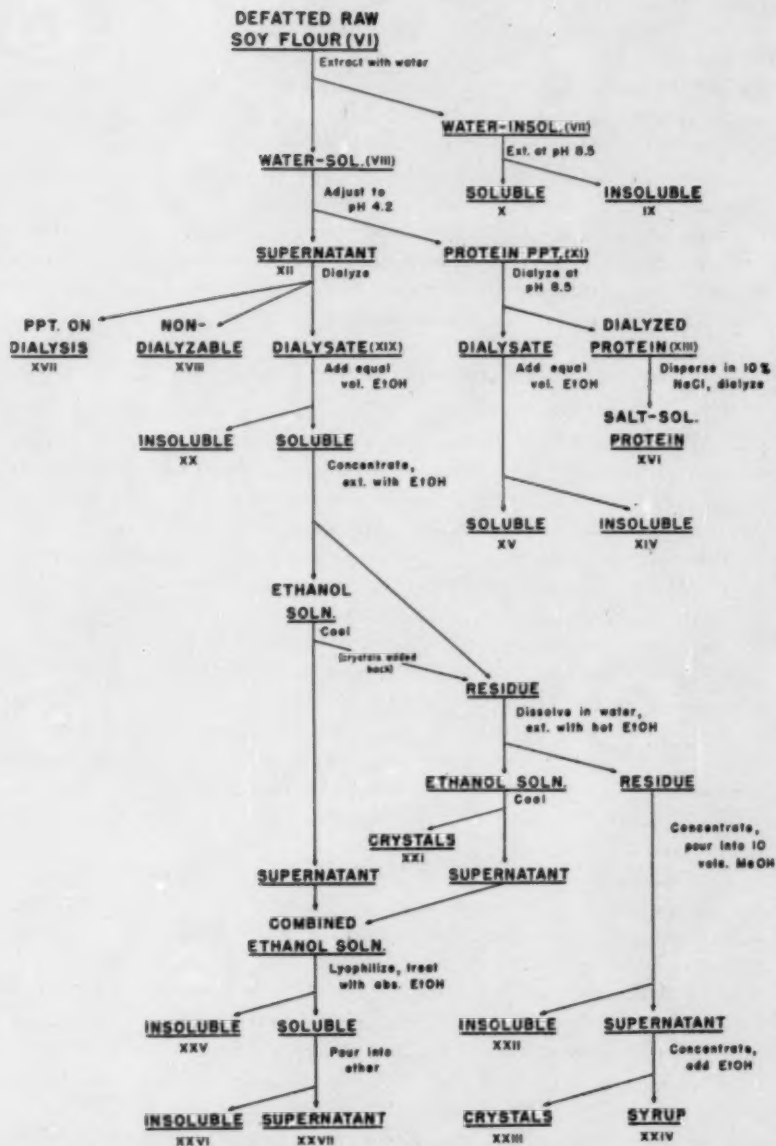 DEFATTED RAW
SOY FLOUR (VI)
Extract with water
WATER-INSOL. (VII)
Ext. at pH 8.5
WATER-SOL. (VIII)
SOLUBLE
X
INSOLUBLE
IX
Adjust to
pH 4.2
SUPERNATANT
XII
Dialyze
PROTEIN PPT. (XI)
Dialyze at
pH 8.5
PPT. ON
DIALYSIS
XVII
NON-
DIALYZABLE
XVIII
DIALYSATE (XIX)
Add equal
vol. EtOH
DIALYSATE
Add equal
vol. EtOH
DIALYZED
PROTEIN (XIII)
Disperse in 10%
NaCl, dialyze
SALT-SOL.
PROTEIN
XVI
INSOLUBLE
XX
SOLUBLE
Concentrate,
ext. with EtOH
SOLUBLE
XV
INSOLUBLE
XIV
ETHANOL
SOLN.
Cool
(crystals added
back)
RESIDUE
Dissolve in water,
ext. with hot EtOH
ETHANOL SOLN.
Cool
RESIDUE
CRYSTALS
XXI
Concentrate,
pour into 10
vols. MeOH
SUPERNATANT
SUPERNATANT
COMBINED
ETHANOL SOLN.
Lyophilize, treat
with abs. EtOH
INSOLUBLE
XXV
SOLUBLE
Pour into
ether
INSOLUBLE
XXII
SUPERNATANT
Concentrate,
add EtOH
INSOLUBLE
XXVI
SUPERNATANT
XXVII
CRYSTALS
XXIII
SYRUP
XXIV